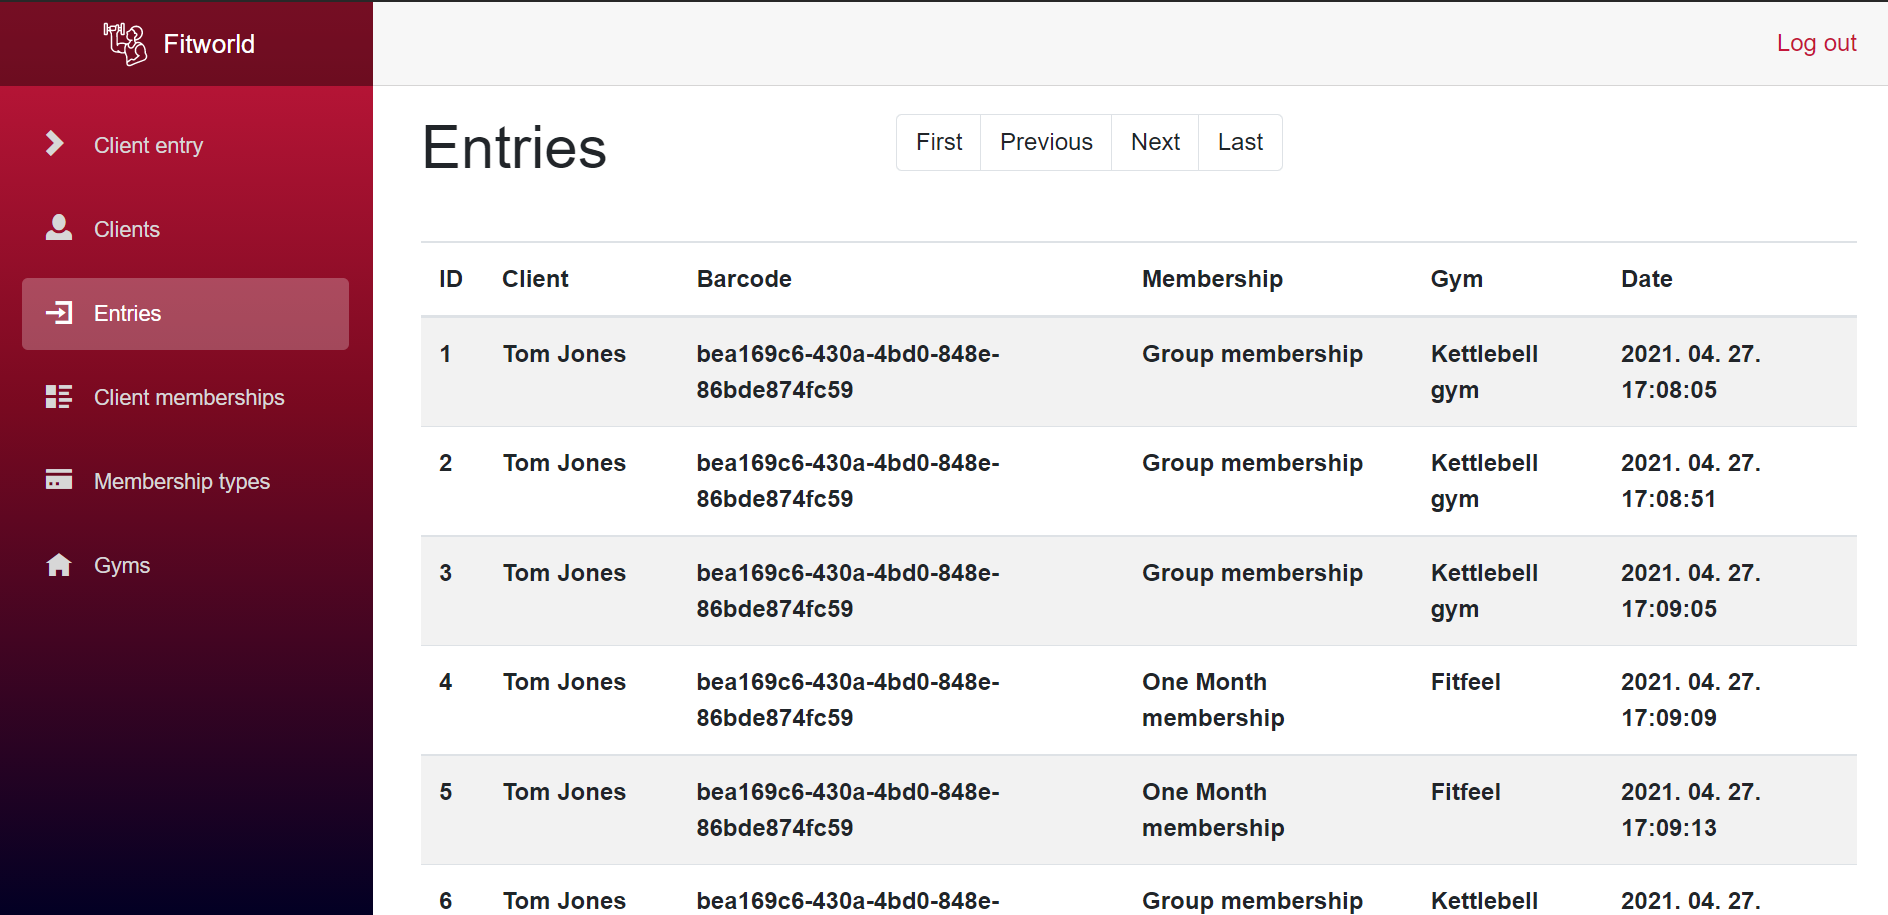 Fitworld
Log out
Client entry
Clients
Entries
Client memberships
Membership types
Gyms
Entries
First Previous Next Last
ID Client Barcode Membership Gym Date
1 Tom Jones bea169c6-430a-4bd0-848e- Group membership Kettlebell 2021. 04. 27.
86bde874fc59 gym 17:08:05
2 Tom Jones bea169c6-430a-4bd0-848e- Group membership Kettlebell 2021. 04. 27.
86bde874fc59 gym 17:08:51
3 Tom Jones bea169c6-430a-4bd0-848e- Group membership Kettlebell 2021. 04. 27.
86bde874fc59 gym 17:09:05
4 Tom Jones bea169c6-430a-4bd0-848e- One Month Fitfeel 2021. 04. 27.
86bde874fc59 membership 17:09:09
5 Tom Jones bea169c6-430a-4bd0-848e- One Month Fitfeel 2021. 04. 27.
86bde874fc59 membership 17:09:13
6 Tom Jones bea169c6-430a-4bd0-848e- Group membership Kettlebell 2021. 04. 27.